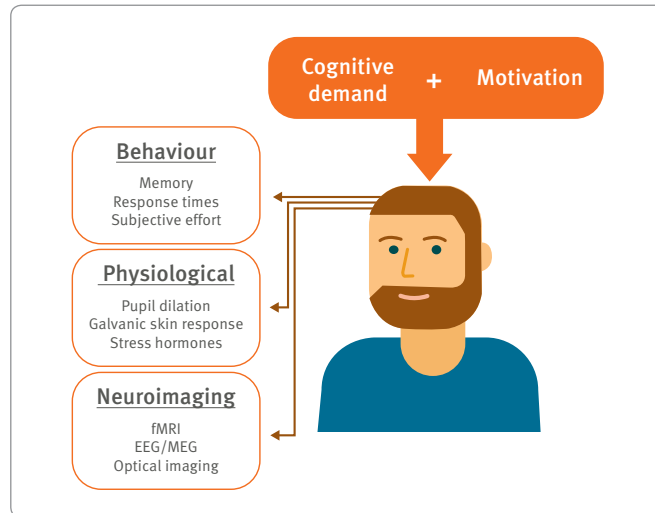 Cognitive demand + Motivation
Behaviour
Memory
Response times
Subjective effort
Physiological
Pupil dilation
Galvanic skin response
Stress hormones
Neuroimaging
fMRI
EEG/MEG
Optical imaging